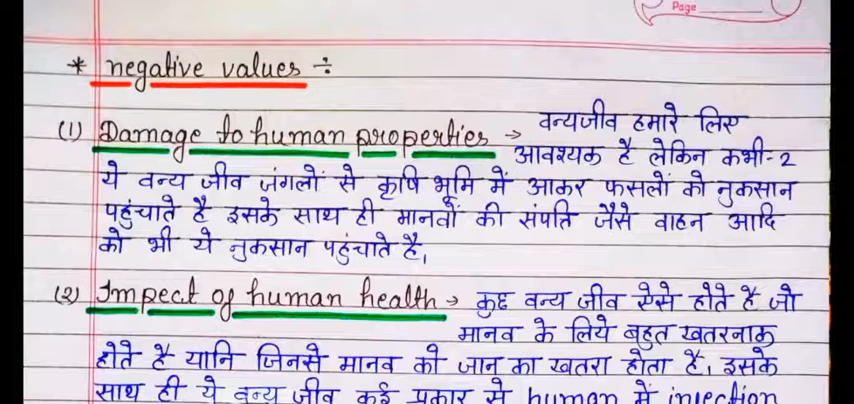 Page
* negative values ÷
(1) Damage to human properties → वन्यजीव हमारे लिए
आवश्यक है लेकिन कभी-२
ये वन्य जीव जंगलों से कृषि भूमि में आकर फसलों को नुकसान
पहुंचाते है इसके साथ ही मानवों की संपति जैसे वाहन आदि
को भी ये नुकसान पहुंचाते है,
(२) Impect of human health → कुछ वन्य जीव ऐसे होते है जो
मानव के लिये बहुत खतरनाक
होते है यानि जिनसे मानव को जान का खतरा होता है, इसके
साथ ही ये वन्य जीव कई प्रकार से human में injection